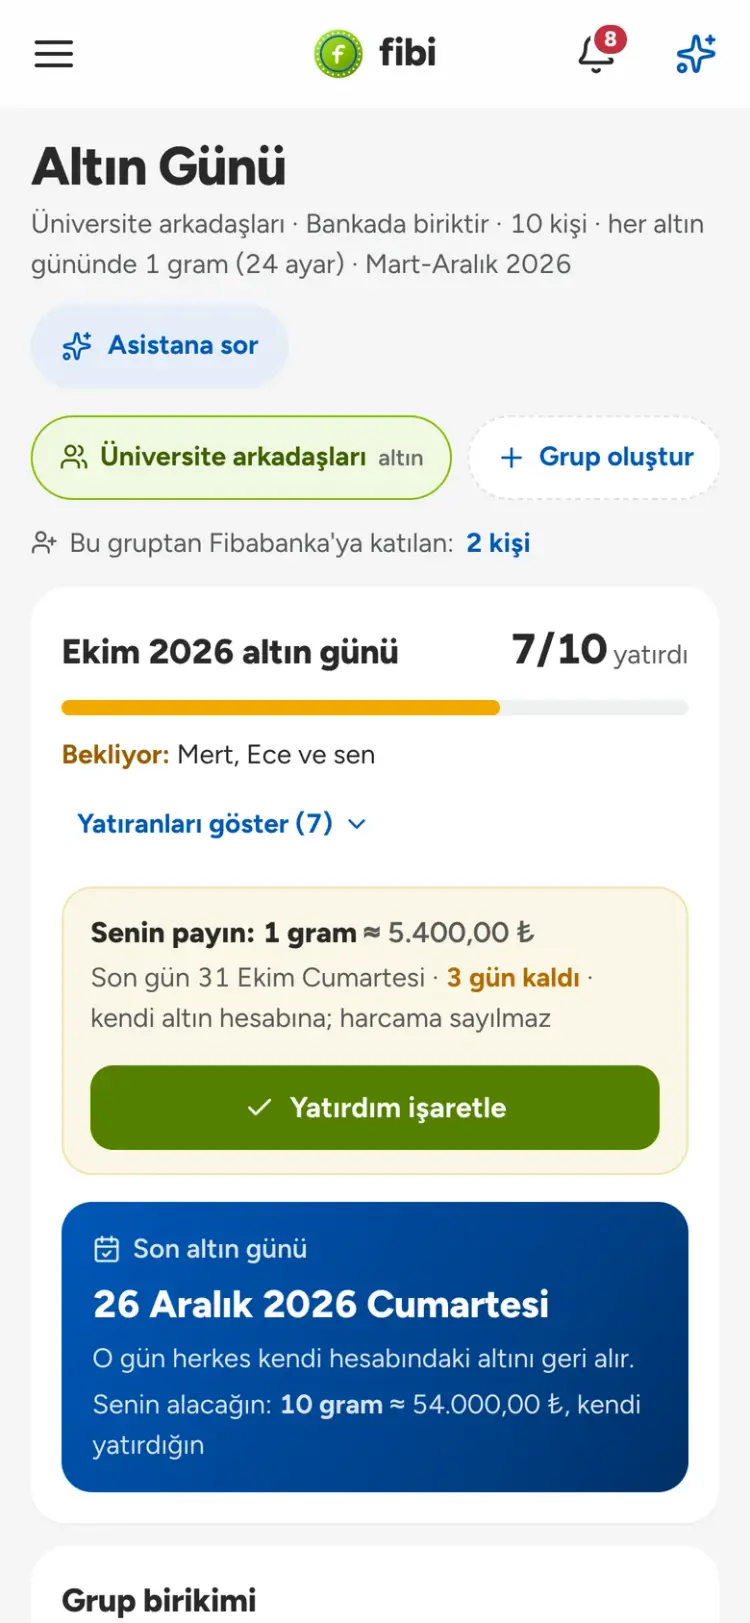 fibi
8
Altın Günü
Üniversite arkadaşları · Bankada biriktir · 10 kişi · her altın
gününde 1 gram (24 ayar) · Mart-Aralık 2026
Asistana sor
Üniversite arkadaşları altın
+ Grup oluştur
Bu gruptan Fibabanka'ya katılan: 2 kişi
Ekim 2026 altın günü
7/10 yatırdı
Bekliyor: Mert, Ece ve sen
Yatıranları göster (7)
Senin payın: 1 gram ≈ 5.400,00 ₺
Son gün 31 Ekim Cumartesi · 3 gün kaldı ·
kendi altın hesabına; harcama sayılmaz
Yatırdım işaretle
Son altın günü
26 Aralık 2026 Cumartesi
O gün herkes kendi hesabındaki altını geri alır.
Senin alacağın: 10 gram ≈ 54.000,00 ₺, kendi
yatırdığın
Grup birikimi